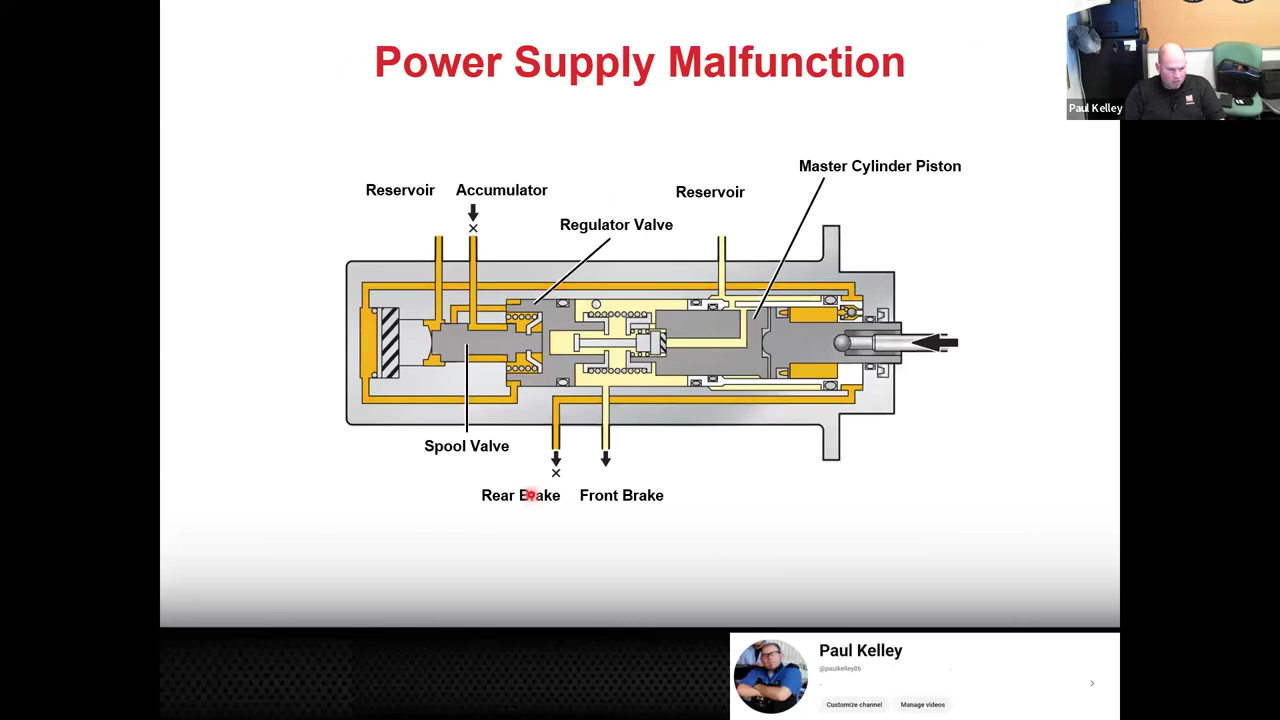 Power Supply Malfunction
Paul Kelley
Master Cylinder Piston
Reservoir
Accumulator
Reservoir
Regulator Valve
Spool Valve
Rear Brake
Front Brake
Paul Kelley
@paulkelley86
Customize channel
Manage videos